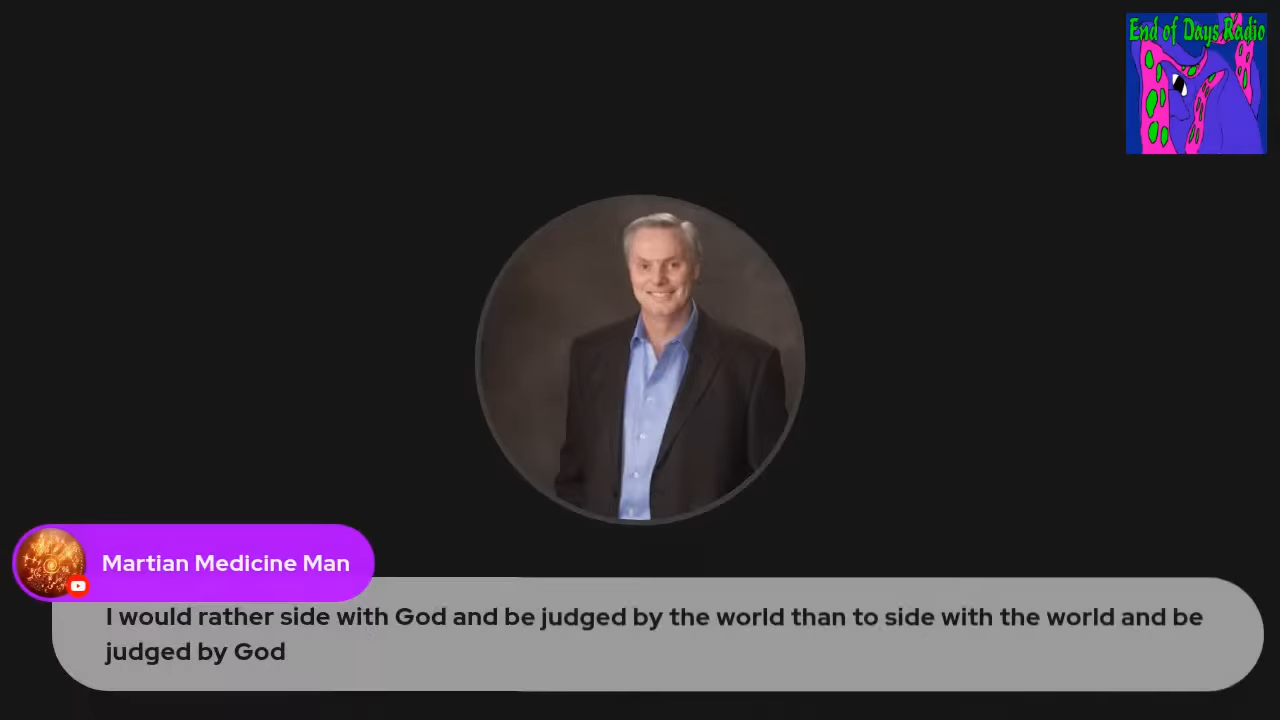 End of Days Radio
Martian Medicine Man
I would rather side with God and be judged by the world than to side with the world and be
judged by God